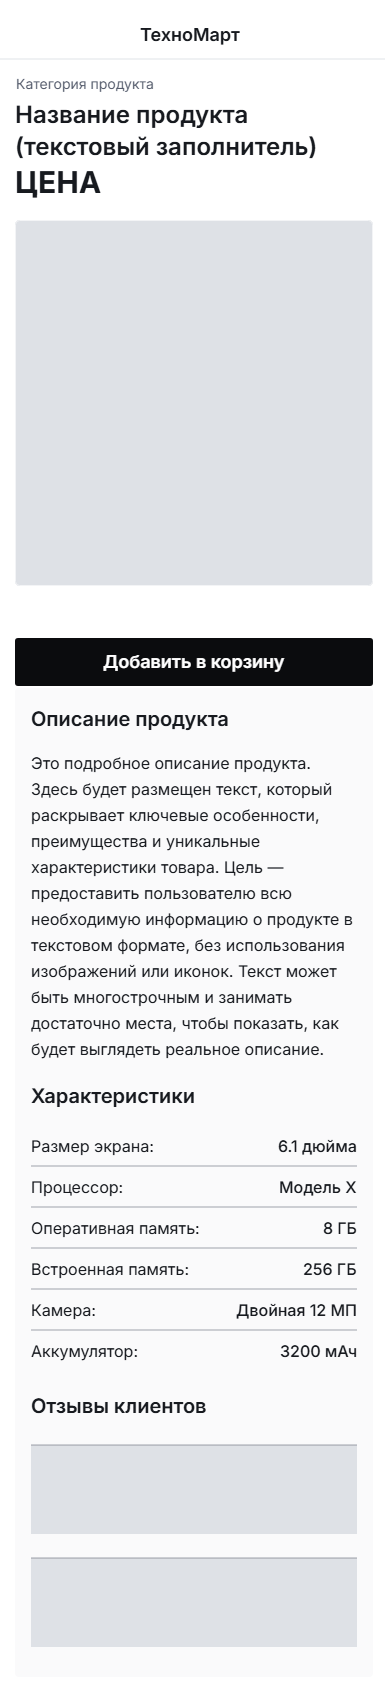 ТехноМарт
Категория продукта
Название продукта
(текстовый заполнитель)
ЦЕНА
Добавить в корзину
Описание продукта
Это подробное описание продукта.
Здесь будет размещен текст, который
раскрывает ключевые особенности,
преимущества и уникальные
характеристики товара. Цель —
предоставить пользователю всю
необходимую информацию о продукте в
текстовом формате, без использования
изображений или иконок. Текст может
быть многострочным и занимать
достаточно места, чтобы показать, как
будет выглядеть реальное описание.
Характеристики
Размер экрана: 6.1 дюйма
Процессор: Модель X
Оперативная память: 8 ГБ
Встроенная память: 256 ГБ
Камера: Двойная 12 МП
Аккумулятор: 3200 мАч
Отзывы клиентов